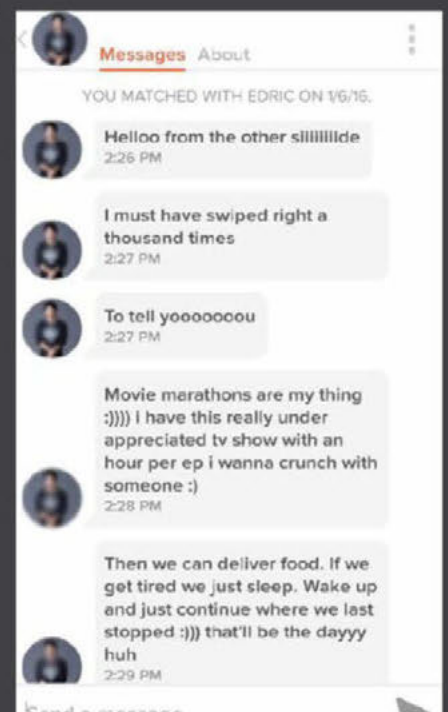 Messages About
YOU MATCHED WITH EDRIC ON 1/6/16.
Helloo from the other siiiiiiiide
2:26 PM
I must have swiped right a
thousand times
2:27 PM
To tell yooooooou
2:27 PM
Movie marathons are my thing
:)))) i have this really under
appreciated tv show with an
hour per ep i wanna crunch with
someone :)
2:28 PM
Then we can deliver food. If we
get tired we just sleep. Wake up
and just continue where we last
stopped :))) that'll be the dayyy
huh
2:29 PM
Send a message